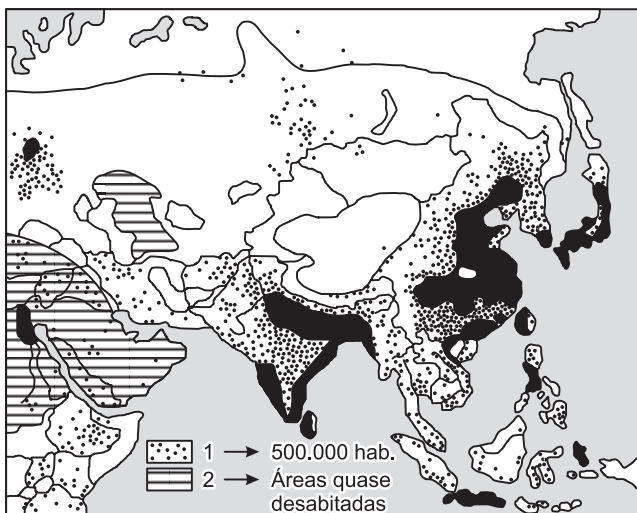 1 → 500.000 hab.
2 → Áreas quase
desabitadas